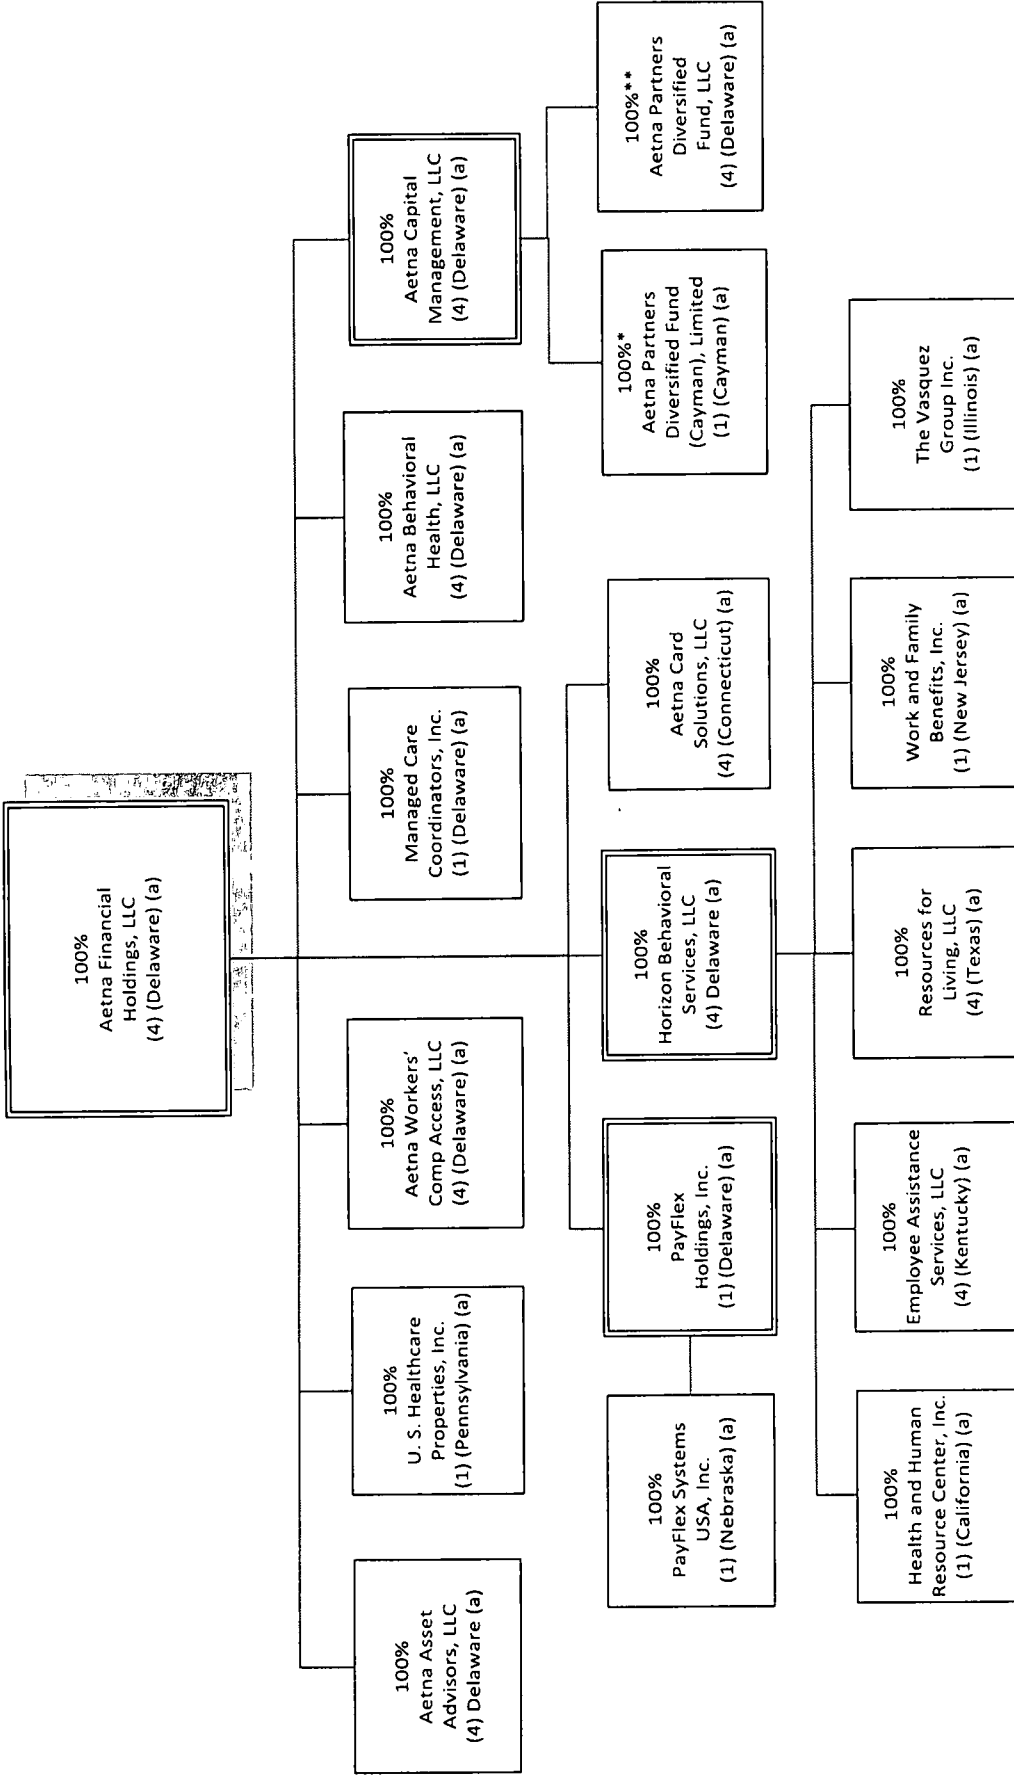 100%
Aetna Financial
Holdings, LLC
(4) (Delaware) (a)
100%
Aetna Asset
Advisors, LLC
(4) Delaware (a)
100%
U. S. Healthcare
Properties, Inc.
(1) (Pennsylvania) (a)
100%
Aetna Workers'
Comp Access, LLC
(4) (Delaware) (a)
100%
Managed Care
Coordinators, Inc.
(1) (Delaware) (a)
100%
Aetna Behavioral
Health, LLC
(4) (Delaware) (a)
100%
Aetna Capital
Management, LLC
(4) (Delaware) (a)
100%
PayFlex Systems
USA, Inc.
(1) (Nebraska) (a)
100%
PayFlex
Holdings, Inc.
(1) (Delaware) (a)
100%
Horizon Behavioral
Services, LLC
(4) Delaware (a)
100%
Aetna Card
Solutions, LLC
(4) (Connecticut) (a)
100%*
Aetna Partners
Diversified Fund
(Cayman), Limited
(1) (Cayman) (a)
100%**
Aetna Partners
Diversified
Fund, LLC
(4) (Delaware) (a)
100%
Health and Human
Resource Center, Inc.
(1) (California) (a)
100%
Employee Assistance
Services, LLC
(4) (Kentucky) (a)
100%
Resources for
Living, LLC
(4) (Texas) (a)
100%
Work and Family
Benefits, Inc.
(1) (New Jersey) (a)
100%
The Vasquez
Group Inc.
(1) (Illinois) (a)